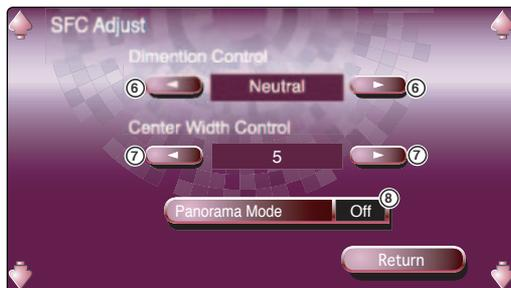 SFC Adjust
Dimention Control
⑥ ◄ Neutral ► ⑥
Center Width Control
⑦ ◄ 5 ► ⑦
⑧
Panorama Mode Off
Return